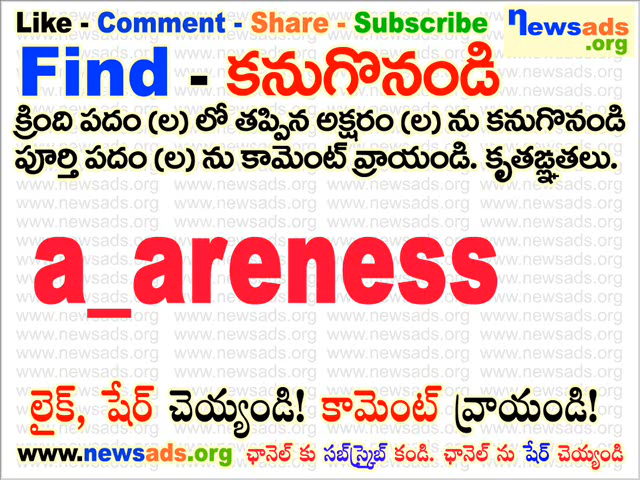 Like - Comment - Share - Subscribe
newsads
.org
Find - కనుగొనండి
క్రింది పదం (ల) లో తప్పిన అక్షరం (ల) ను కనుగొనండి
పూర్తి పదం (ల) ను కామెంట్ వ్రాయండి. కృతఙ్ఞతలు.
a_areness
లైక్, షేర్ చెయ్యండి! కామెంట్ వ్రాయండి!
www.newsads.org ఛానెల్ కు సబ్‌స్క్రైబ్ కండి. ఛానెల్ ను షేర్ చెయ్యండి